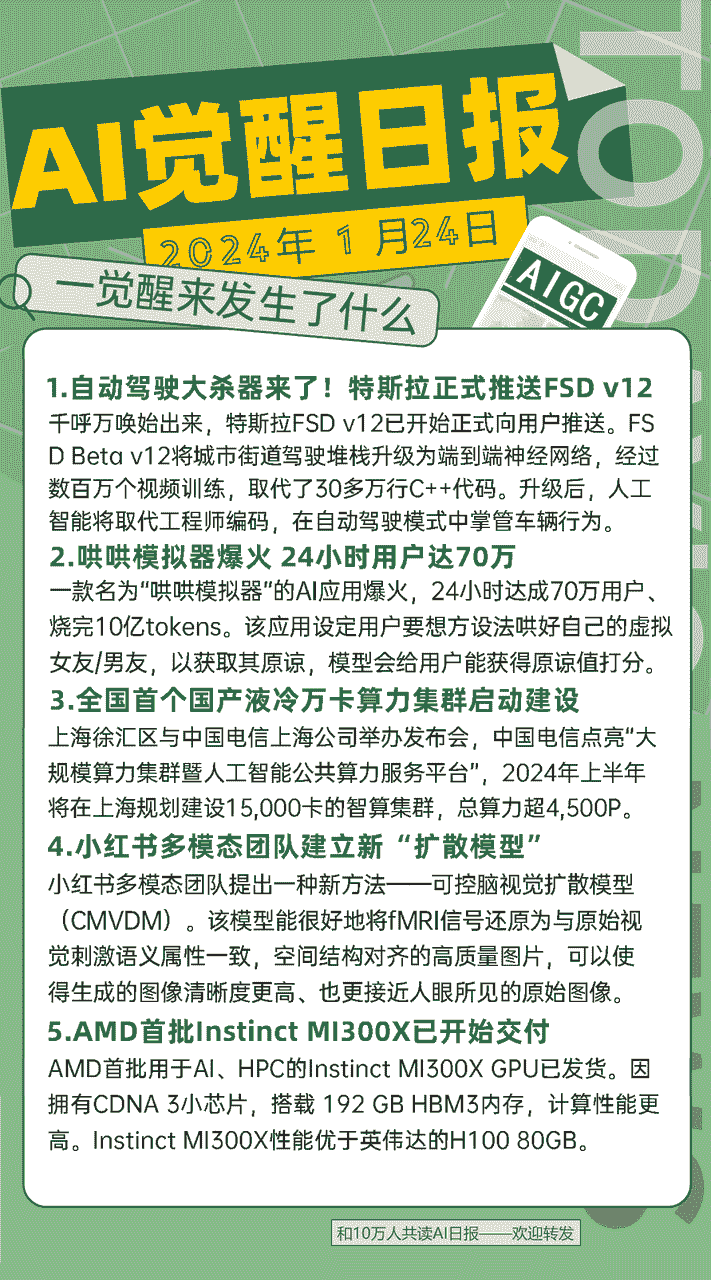 AI觉醒日报
2024年1月24日
一觉醒来发生了什么
AIGC
1.自动驾驶大杀器来了！特斯拉正式推送FSD v12
千呼万唤始出来，特斯拉FSD v12已开始正式向用户推送。FS
D Beta v12将城市街道驾驶堆栈升级为端到端神经网络，经过
数百万个视频训练，取代了30多万行C++代码。升级后，人工
智能将取代工程师编码，在自动驾驶模式中掌管车辆行为。
2.哄哄模拟器爆火 24小时用户达70万
一款名为“哄哄模拟器”的AI应用爆火，24小时达成70万用户、
烧完10亿tokens。该应用设定用户要想方设法哄好自己的虚拟
女友/男友，以获取其原谅，模型会给用户能获得原谅值打分。
3.全国首个国产液冷万卡算力集群启动建设
上海徐汇区与中国电信上海公司举办发布会，中国电信点亮“大
规模算力集群暨人工智能公共算力服务平台”，2024年上半年
将在上海规划建设15,000卡的智算集群，总算力超4,500P。
4.小红书多模态团队建立新“扩散模型”
小红书多模态团队提出一种新方法——可控脑视觉扩散模型
（CMVDM）。该模型能很好地将fMRI信号还原为与原始视
觉刺激语义属性一致，空间结构对齐的高质量图片，可以使
得生成的图像清晰度更高、也更接近人眼所见的原始图像。
5.AMD首批Instinct MI300X已开始交付
AMD首批用于AI、HPC的Instinct MI300X GPU已发货。因
拥有CDNA 3小芯片，搭载 192 GB HBM3内存，计算性能更
高。Instinct MI300X性能优于英伟达的H100 80GB。
和10万人共读AI日报——欢迎转发